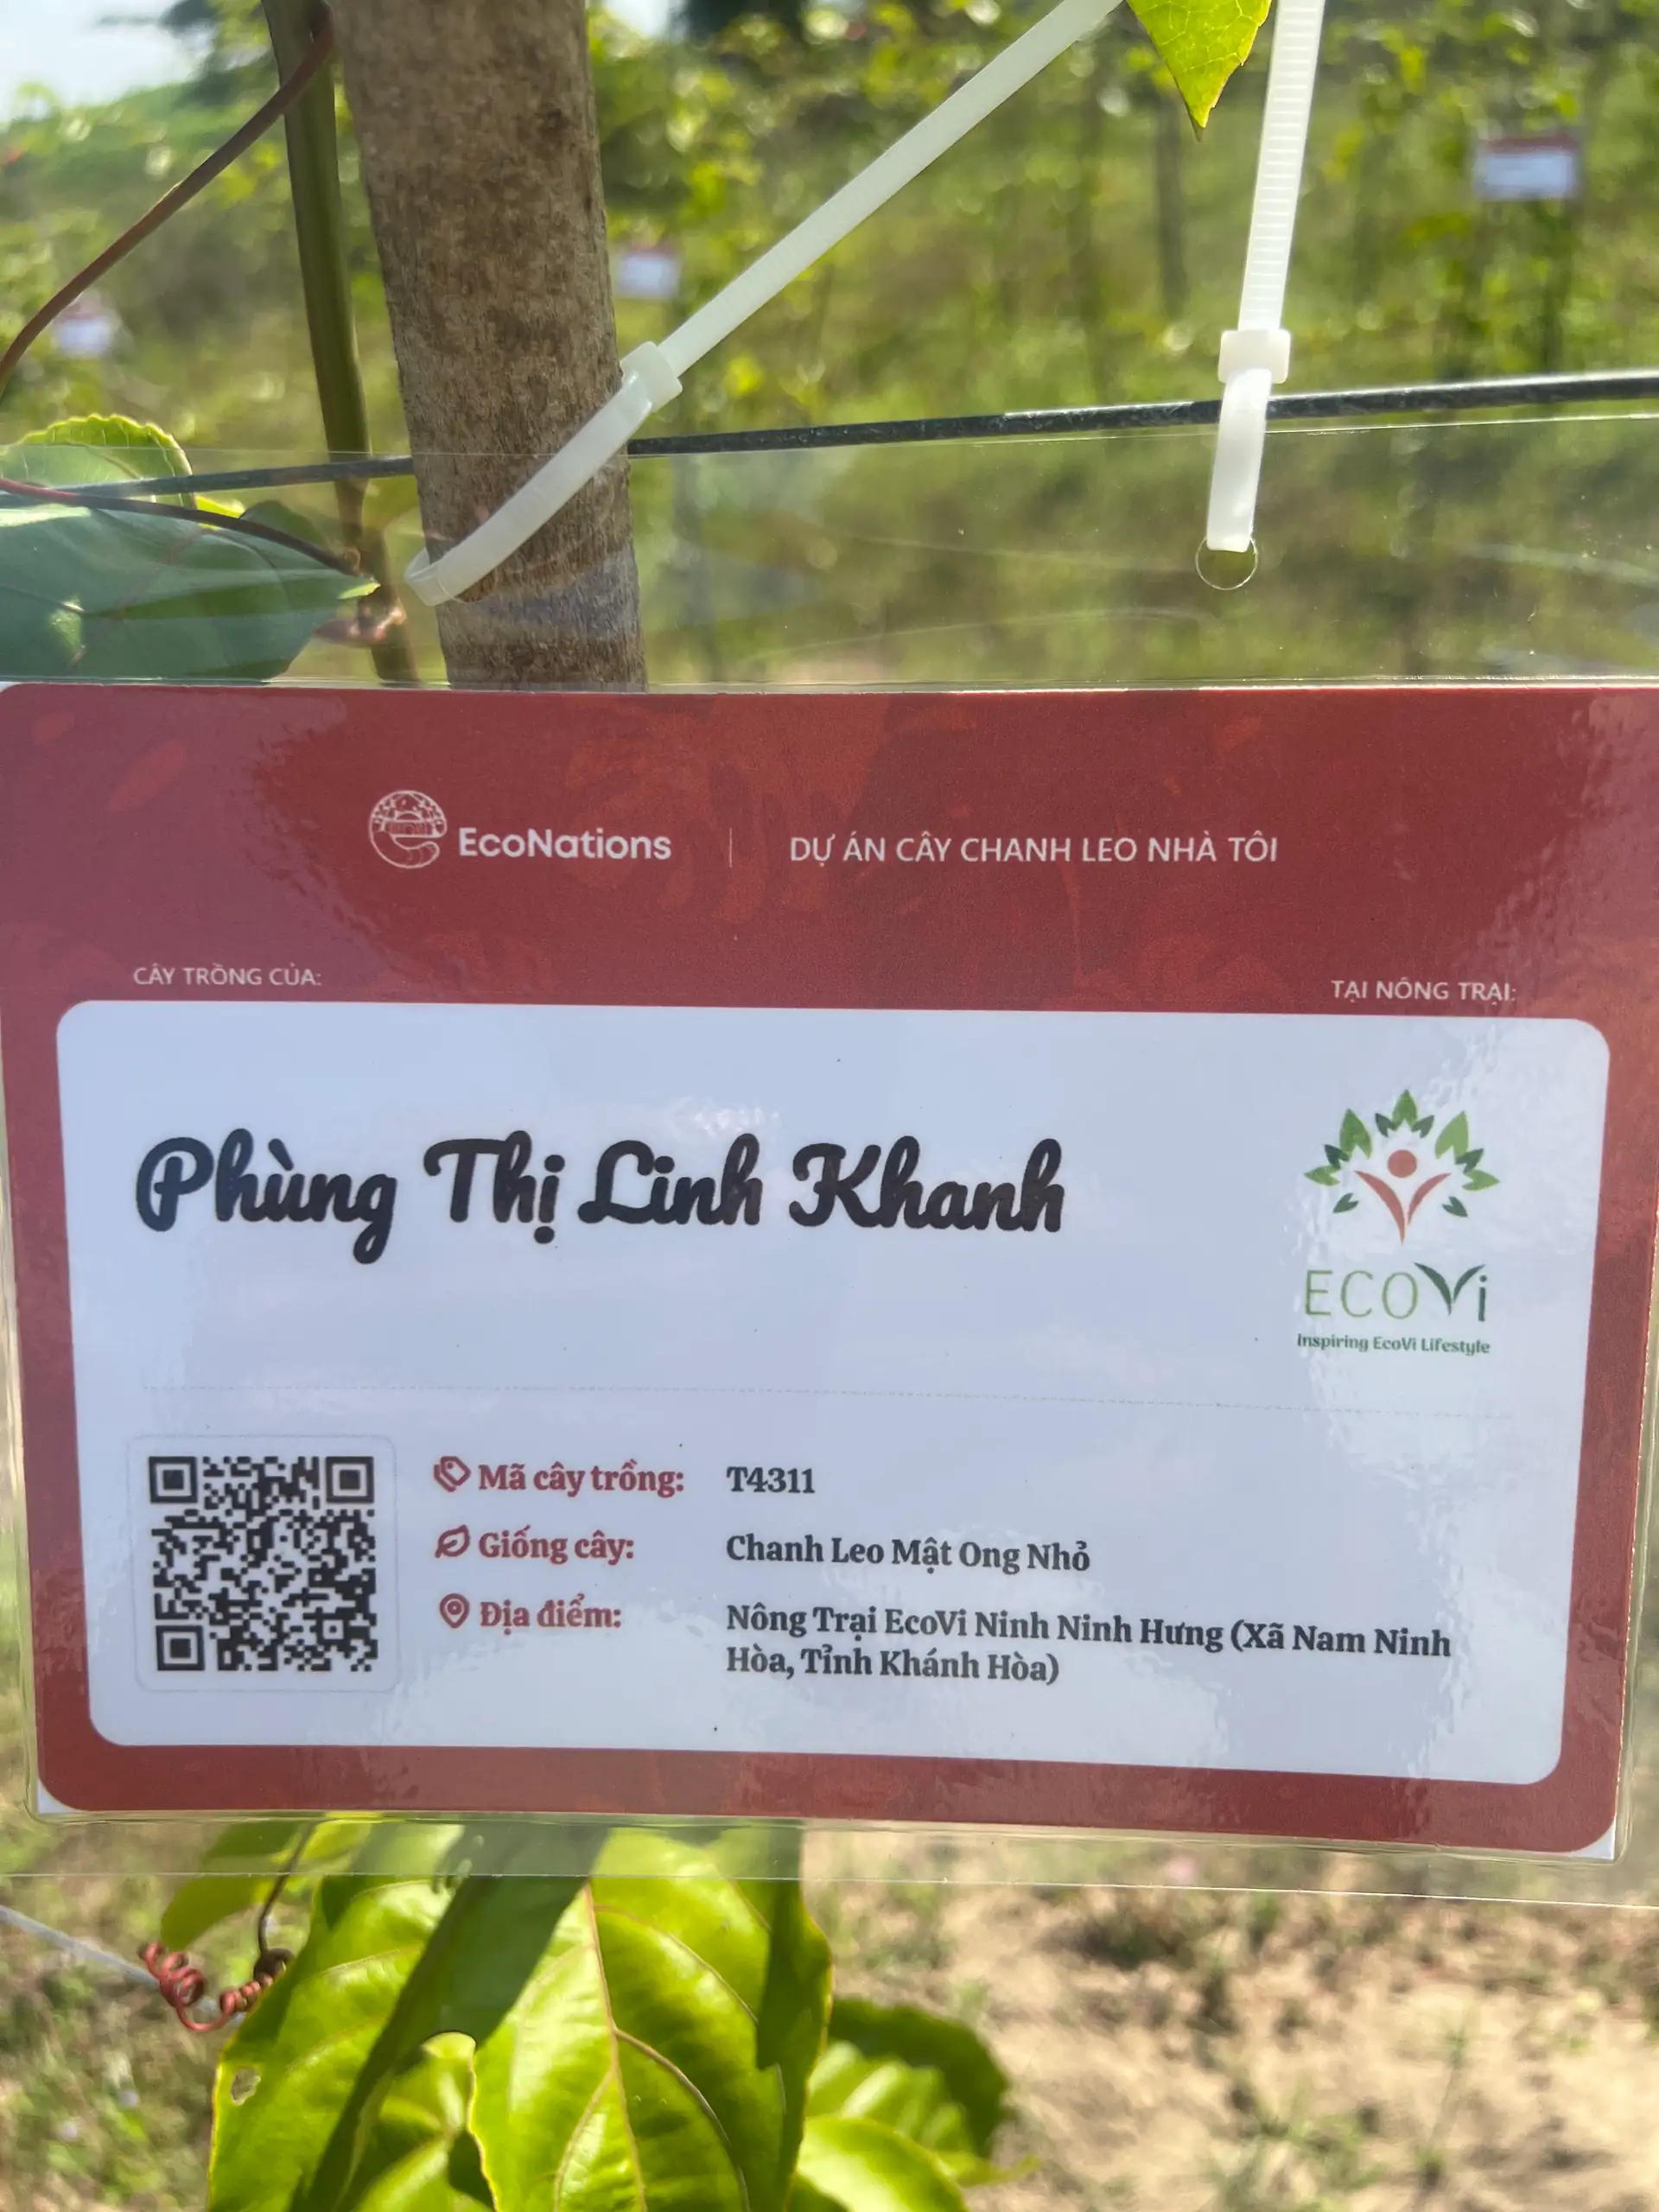 EcoNations
DỰ ÁN CÂY CHANH LEO NHÀ TÔI
CÂY TRỒNG CỦA:
TẠI NÔNG TRẠI:
Phùng Thị Linh Khanh
ECOVi
Inspiring EcoVi Lifestyle
Mã cây trồng: T4311
Giống cây: Chanh Leo Mật Ong Nhỏ
Địa điểm: Nông Trại EcoVi Ninh Ninh Hưng (Xã Nam Ninh
Hòa, Tỉnh Khánh Hòa)